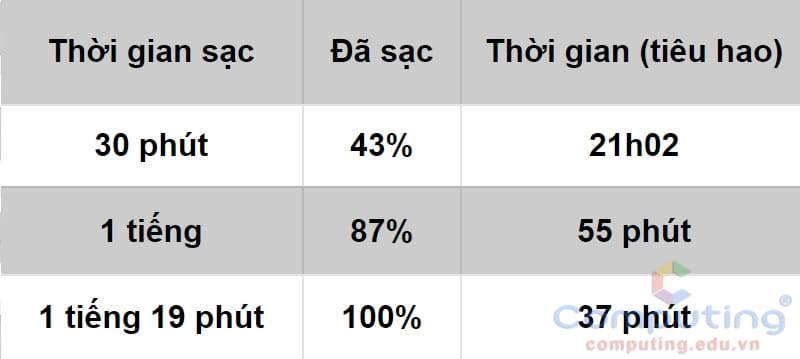 Thời gian sạc Đã sạc Thời gian (tiêu hao)
30 phút 43% 21h02
1 tiếng 87% 55 phút
1 tiếng 19 phút 100% 37 phút
Computing®
computing.edu.vn